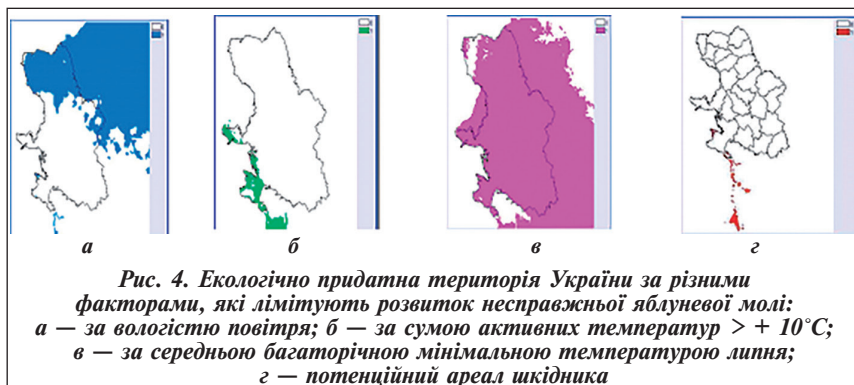 а
б
в
г
Рис. 4. Екологічно придатна територія України за різними
факторами, які лімітують розвиток несправжньої яблуневої молі:
а — за вологістю повітря; б — за сумою активних температур > + 10°С;
в — за середньою багаторічною мінімальною температурою липня;
г — потенційний ареал шкідника